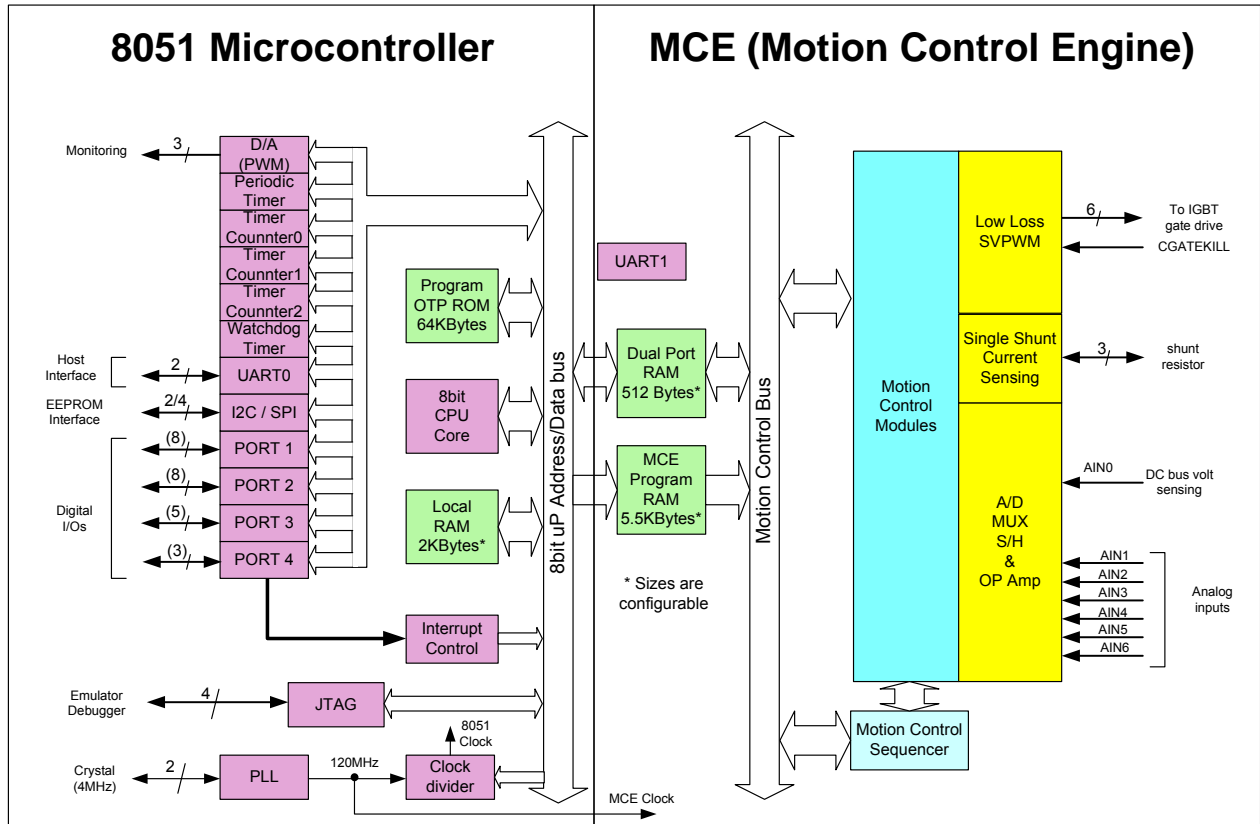 8051 Microcontroller
MCE (Motion Control Engine)
Monitoring
3
D/A
(PWM)
Periodic
Timer
Timer
Counnter0
Timer
Counnter1
Timer
Counnter2
Watchdog
Timer
Host
Interface
2
UART0
EEPROM
Interface
2/4
I2C / SPI
Digital
I/Os
(8)
PORT 1
(8)
PORT 2
(5)
PORT 3
(3)
PORT 4
Program
OTP ROM
64KBytes
8bit
CPU
Core
Local
RAM
2KBytes*
Interrupt
Control
Emulator
Debugger
4
JTAG
8051
Clock
Crystal
(4MHz)
2
PLL
120MHz
Clock
divider
MCE Clock
8bit uP Address/Data bus
UART1
Dual Port
RAM
512 Bytes*
MCE
Program
RAM
5.5KBytes*
* Sizes are
configurable
Motion Control Bus
Motion
Control
Modules
Low Loss
SVPWM
6
To IGBT
gate drive
CGATEKILL
Single Shunt
Current
Sensing
3
shunt
resistor
A/D
MUX
S/H
&
OP Amp
AIN0
DC bus volt
sensing
AIN1
AIN2
AIN3
AIN4
AIN5
AIN6
Analog
inputs
Motion Control
Sequencer